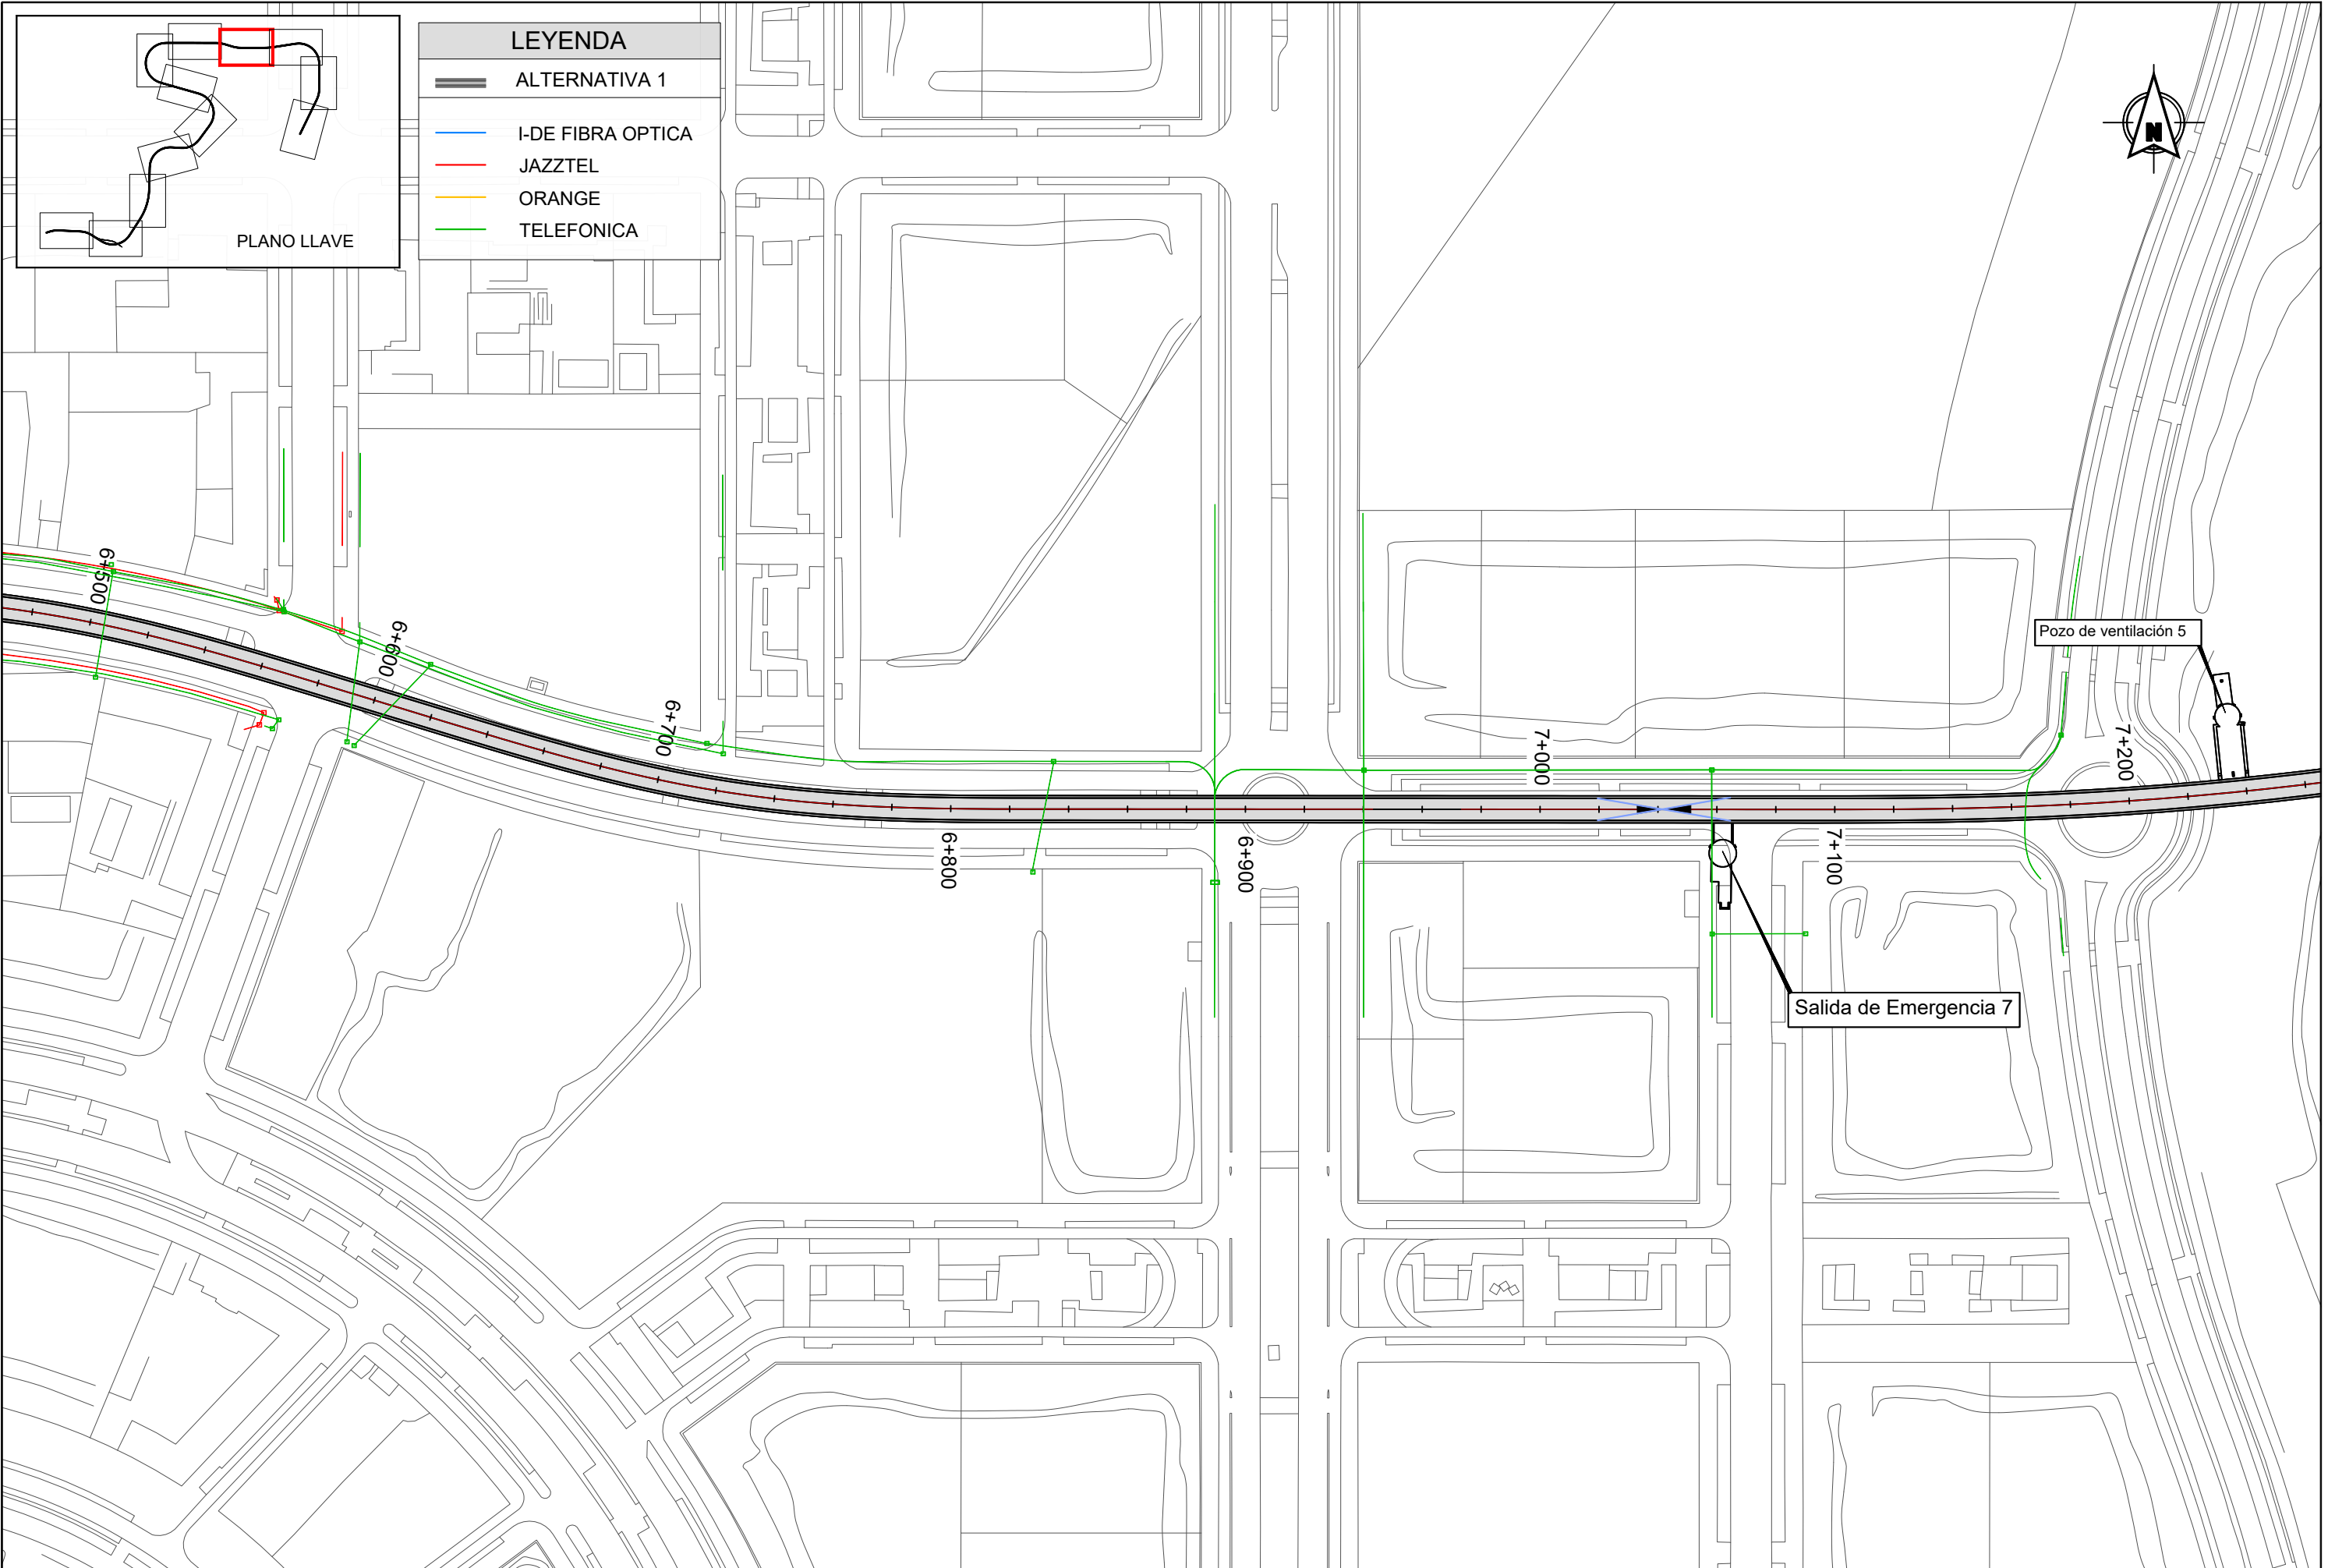 PLANO LLAVE
LEYENDA
ALTERNATIVA 1
I-DE FIBRA OPTICA
JAZZTEL
ORANGE
TELEFONICA
N
6+500
6+600
6+700
6+800
6+900
7+000
7+100
7+200
Pozo de ventilación 5
Salida de Emergencia 7